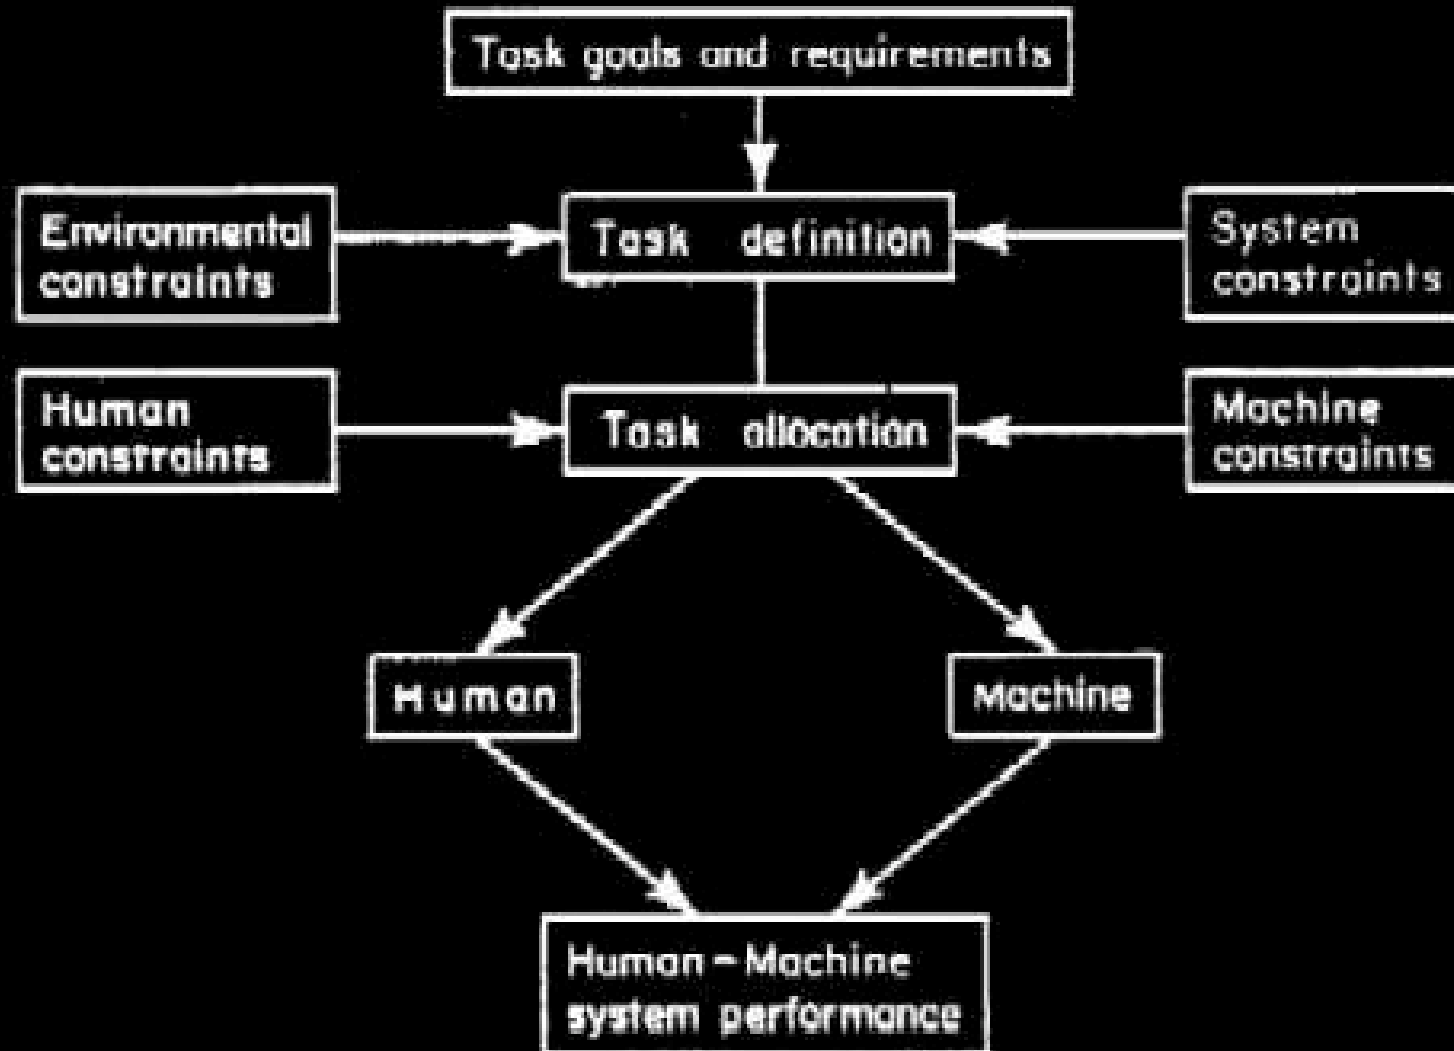 Task goals and requirements
Environmental
constraints
Task definition
System
constraints
Human
constraints
Task allocation
Machine
constraints
Human
Machine
Human - Machine
system performance